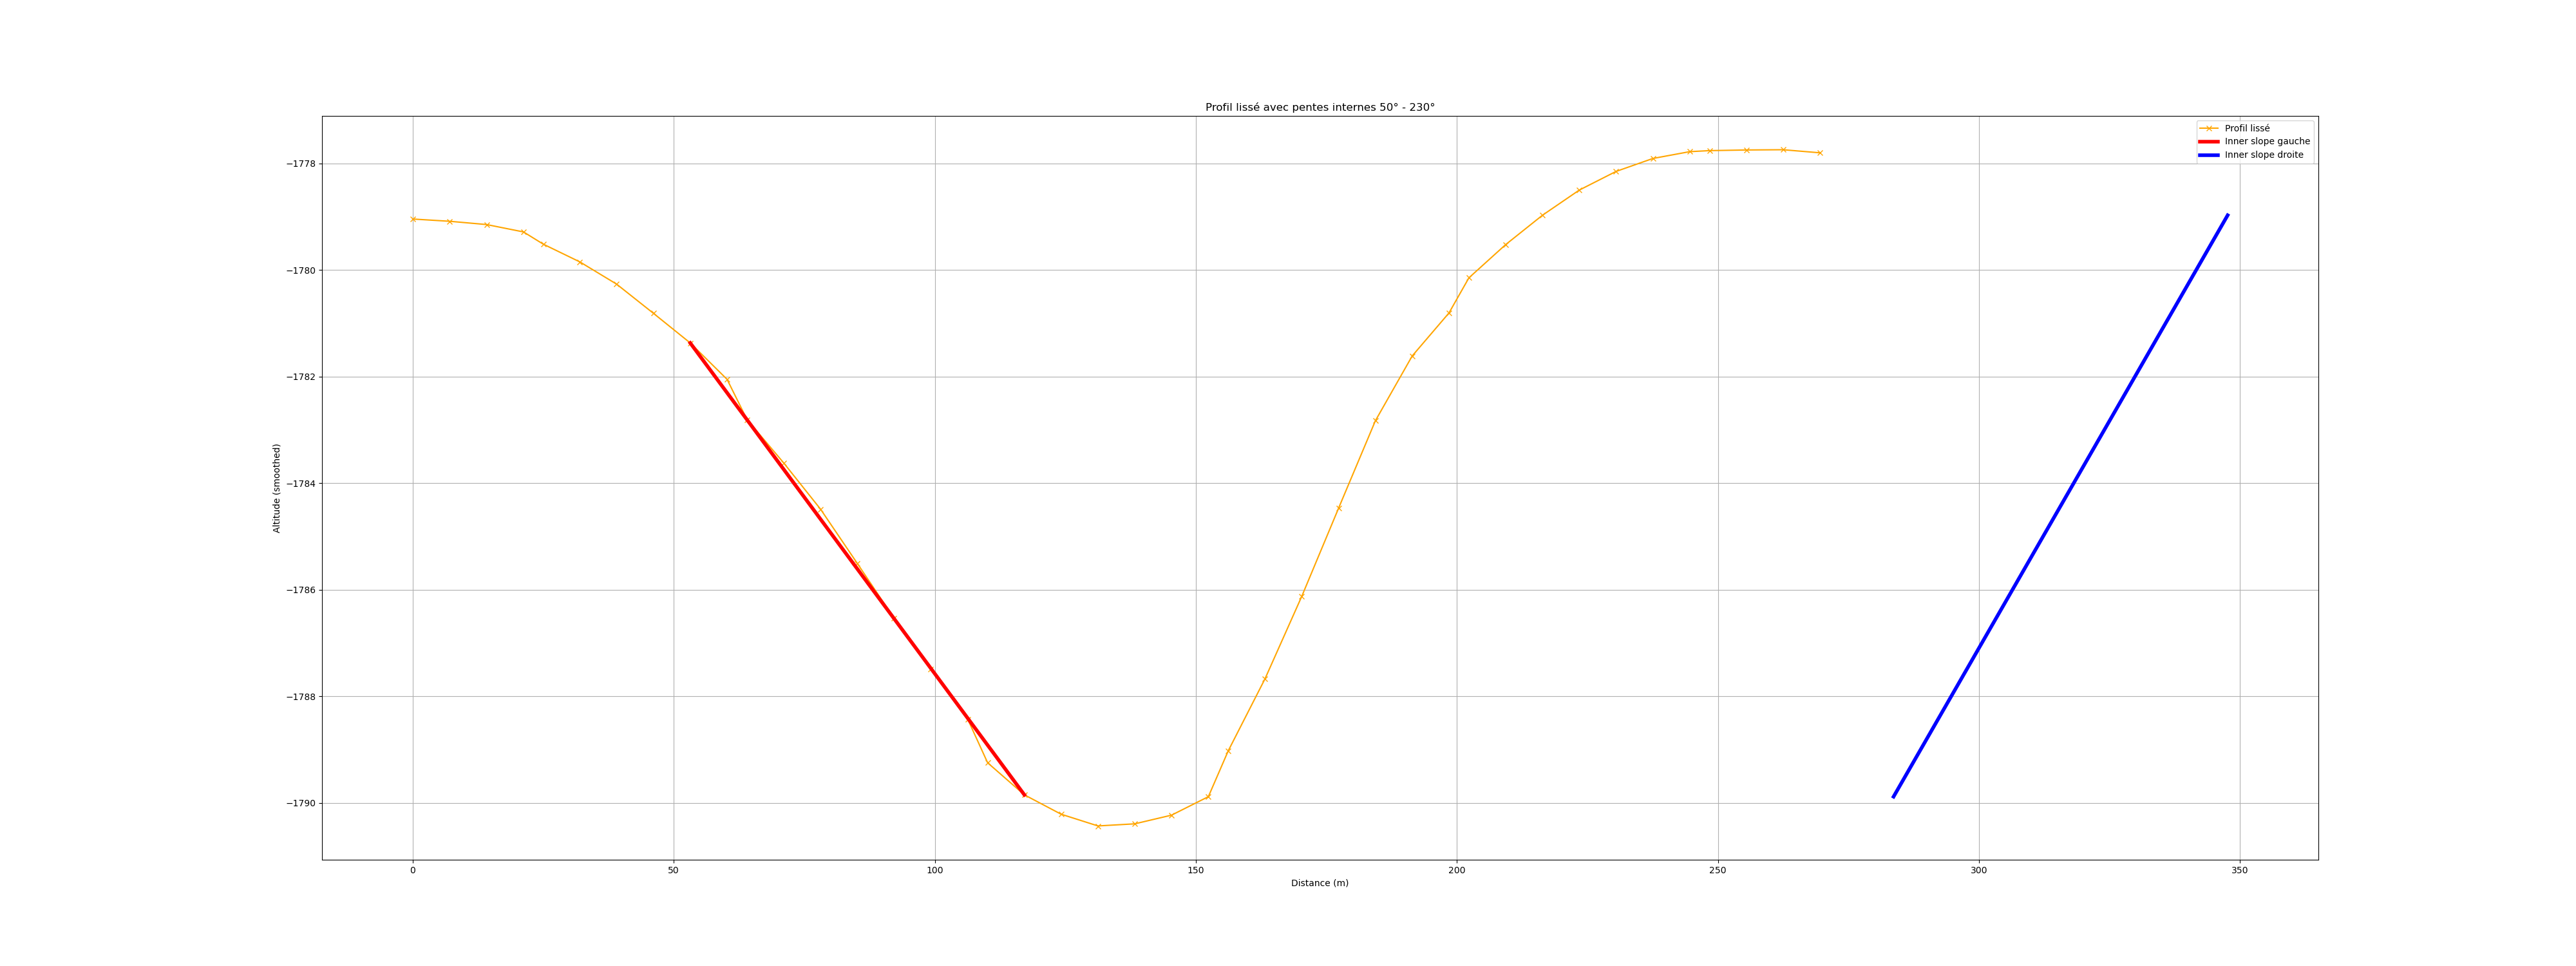 Profil lissé avec pentes internes 50° - 230°
Profil lissé
Inner slope gauche
Inner slope droite
Altitude (smoothed)
−1778
−1780
−1782
−1784
−1786
−1788
−1790
0 50 100 150 200 250 300 350
Distance (m)